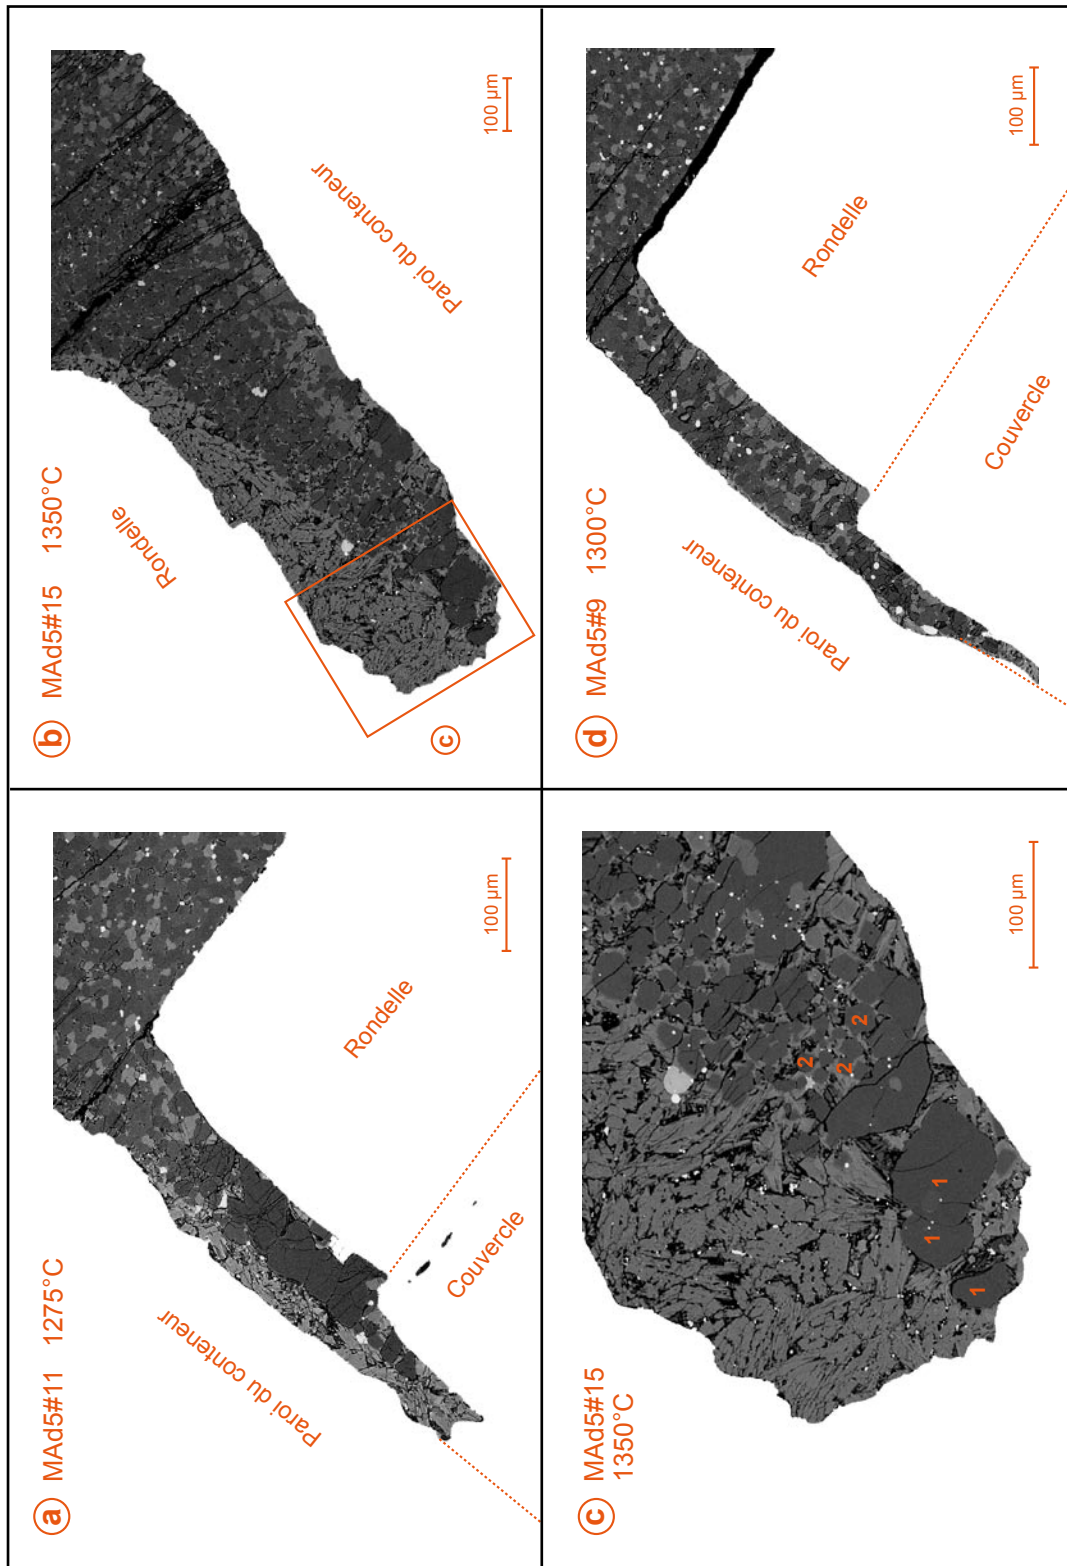 a MAd5#11 1275°C
Paroi du conteneur
Rondelle
Couvercle
100 µm
b MAd5#15 1350°C
Rondelle
Paroi du conteneur
c
100 µm
c MAd5#15
1350°C
1
1
1
2
2
2
100 µm
d MAd5#9 1300°C
Paroi du conteneur
Rondelle
Couvercle
100 µm